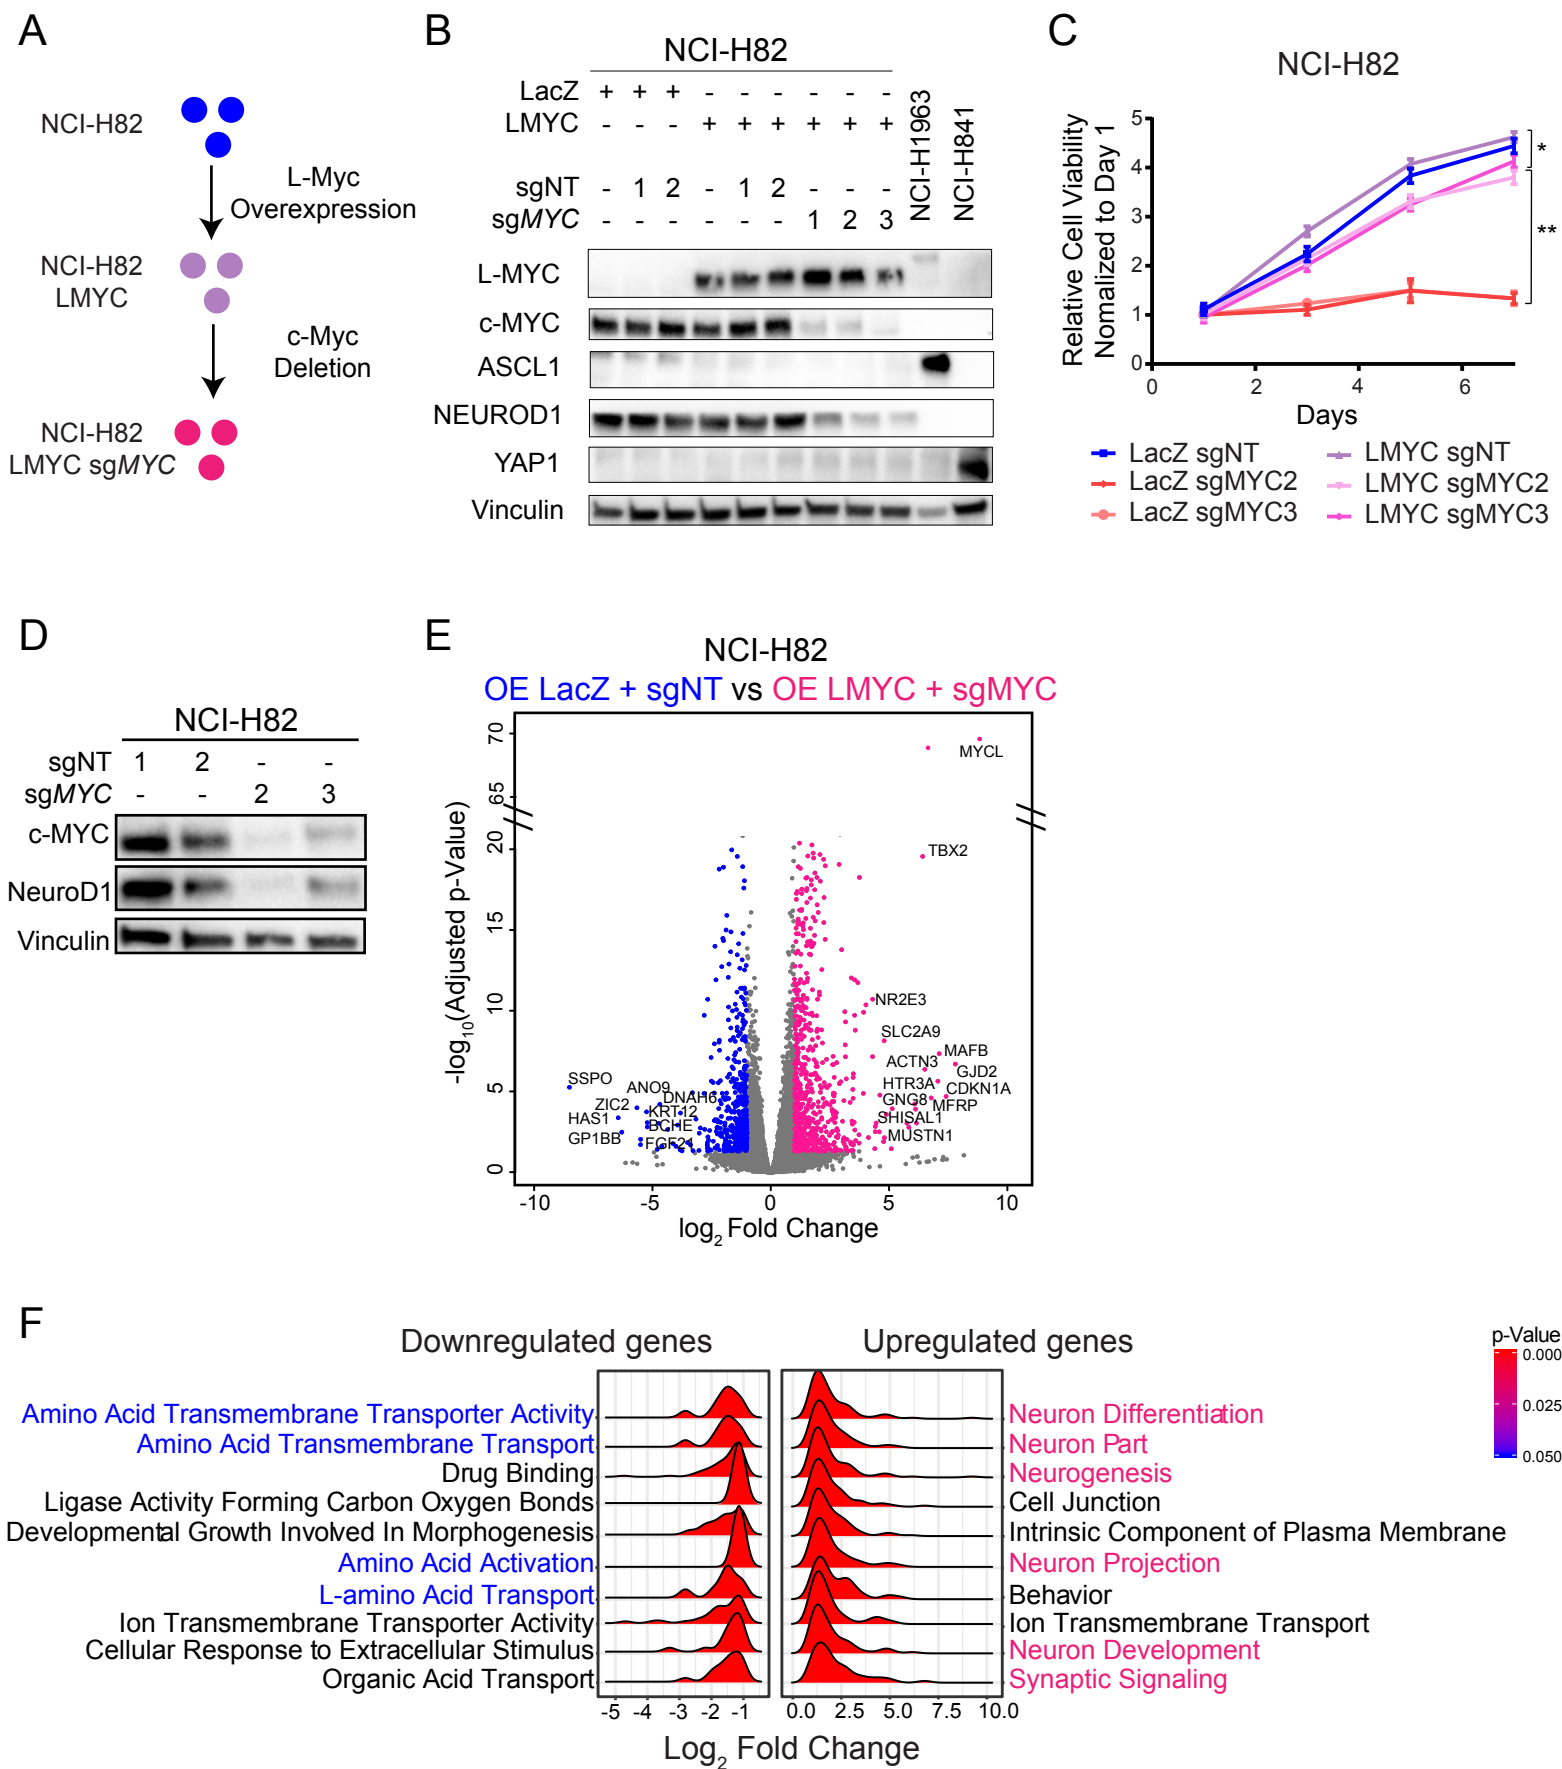 A
NCI-H82
L-Myc
Overexpression
NCI-H82
LMYC
c-Myc
Deletion
NCI-H82
LMYC sgMYC
B
NCI-H82
LacZ + + + - - - - - -
LMYC - - - + + + + + +
NCI-H1963
NCI-H841
sgNT - 1 2 - 1 2 - - -
sgMYC - - - - - - 1 2 3
L-MYC
c-MYC
ASCL1
NEUROD1
YAP1
Vinculin
C
NCI-H82
Relative Cell Viability
Nomalized to Day 1
5
4
3
2
1
0
0 2 4 6
Days
*
**
LacZ sgNT
LacZ sgMYC2
LacZ sgMYC3
LMYC sgNT
LMYC sgMYC2
LMYC sgMYC3
D
NCI-H82
sgNT 1 2 - -
sgMYC - - 2 3
c-MYC
NeuroD1
Vinculin
E
NCI-H82
OE LacZ + sgNT vs OE LMYC + sgMYC
-log10(Adjusted p-Value)
70
65
20
15
10
5
0
MYCL
TBX2
NR2E3
SLC2A9
ACTN3
MAFB
GJD2
HTR3A
CDKN1A
GNG8
MFRP
SHISAL1
MUSTN1
SSPO
ANO9
DNAH6
ZIC2
KRT12
HAS1
BCHE
GP1BB
FGF21
-10 -5 0 5 10
log2 Fold Change
F
Downregulated genes
Upregulated genes
Amino Acid Transmembrane Transporter Activity
Amino Acid Transmembrane Transport
Drug Binding
Ligase Activity Forming Carbon Oxygen Bonds
Developmental Growth Involved In Morphogenesis
Amino Acid Activation
L-amino Acid Transport
Ion Transmembrane Transporter Activity
Cellular Response to Extracellular Stimulus
Organic Acid Transport
Neuron Differentiation
Neuron Part
Neurogenesis
Cell Junction
Intrinsic Component of Plasma Membrane
Neuron Projection
Behavior
Ion Transmembrane Transport
Neuron Development
Synaptic Signaling
-5 -4 -3 -2 -1
0.0 2.5 5.0 7.5 10.0
Log2 Fold Change
p-Value
0.000
0.025
0.050